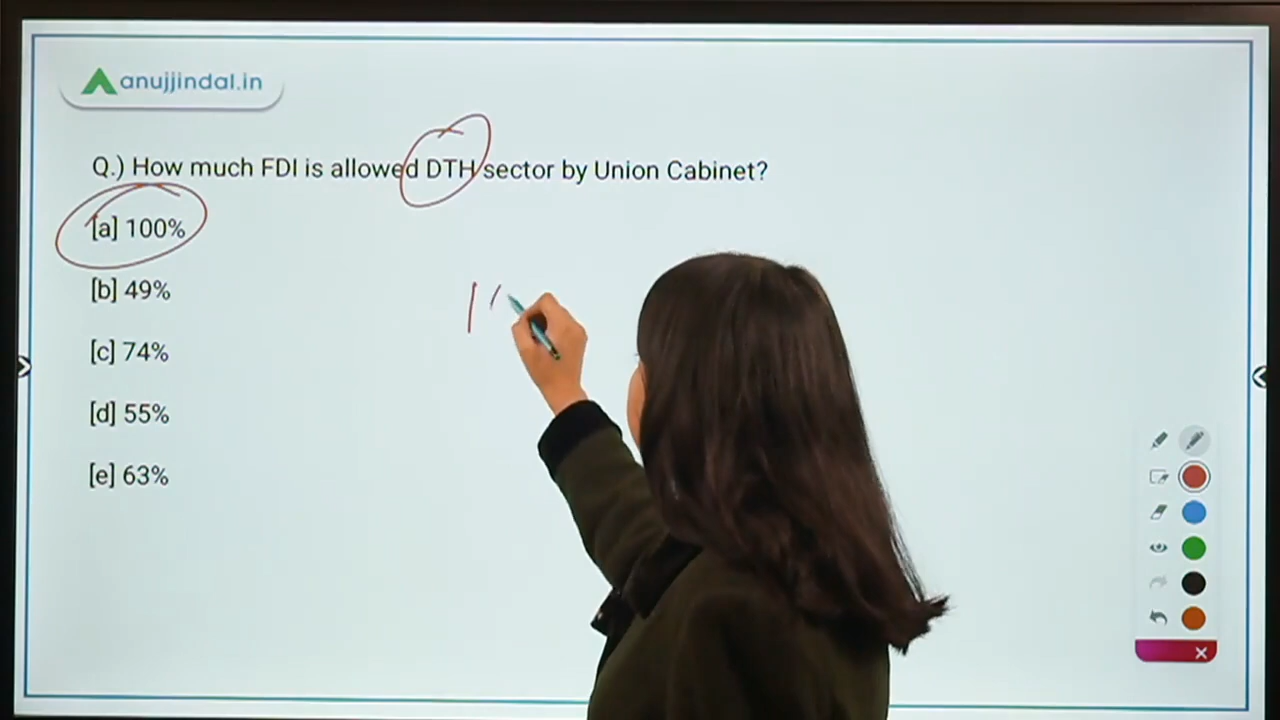 anujjindal.in
Q.) How much FDI is allowed DTH sector by Union Cabinet?
[a] 100%
[b] 49%
[c] 74%
[d] 55%
[e] 63%